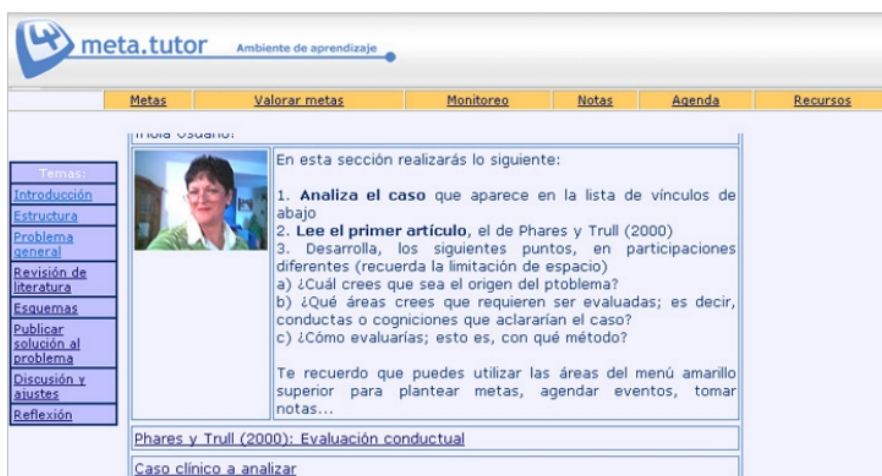 meta.tutor Ambiente de aprendizaje
Metas Valorar metas Monitoreo Notas Agenda Recursos
¡Hola Usuario!
Temas:
Introducción
Estructura
Problema
general
Revisión de
literatura
Esquemas
Publicar
solución al
problema
Discusión y
ajustes
Reflexión
En esta sección realizarás lo siguiente:
1. Analiza el caso que aparece en la lista de vínculos de
abajo
2. Lee el primer artículo, el de Phares y Trull (2000)
3. Desarrolla, los siguientes puntos, en participaciones
diferentes (recuerda la limitación de espacio)
a) ¿Cuál crees que sea el origen del ptoblema?
b) ¿Qué áreas crees que requieren ser evaluadas; es decir,
conductas o cogniciones que aclararían el caso?
c) ¿Cómo evaluarías; esto es, con qué método?
Te recuerdo que puedes utilizar las áreas del menú amarillo
superior para plantear metas, agendar eventos, tomar
notas...
Phares y Trull (2000): Evaluación conductual
Caso clínico a analizar